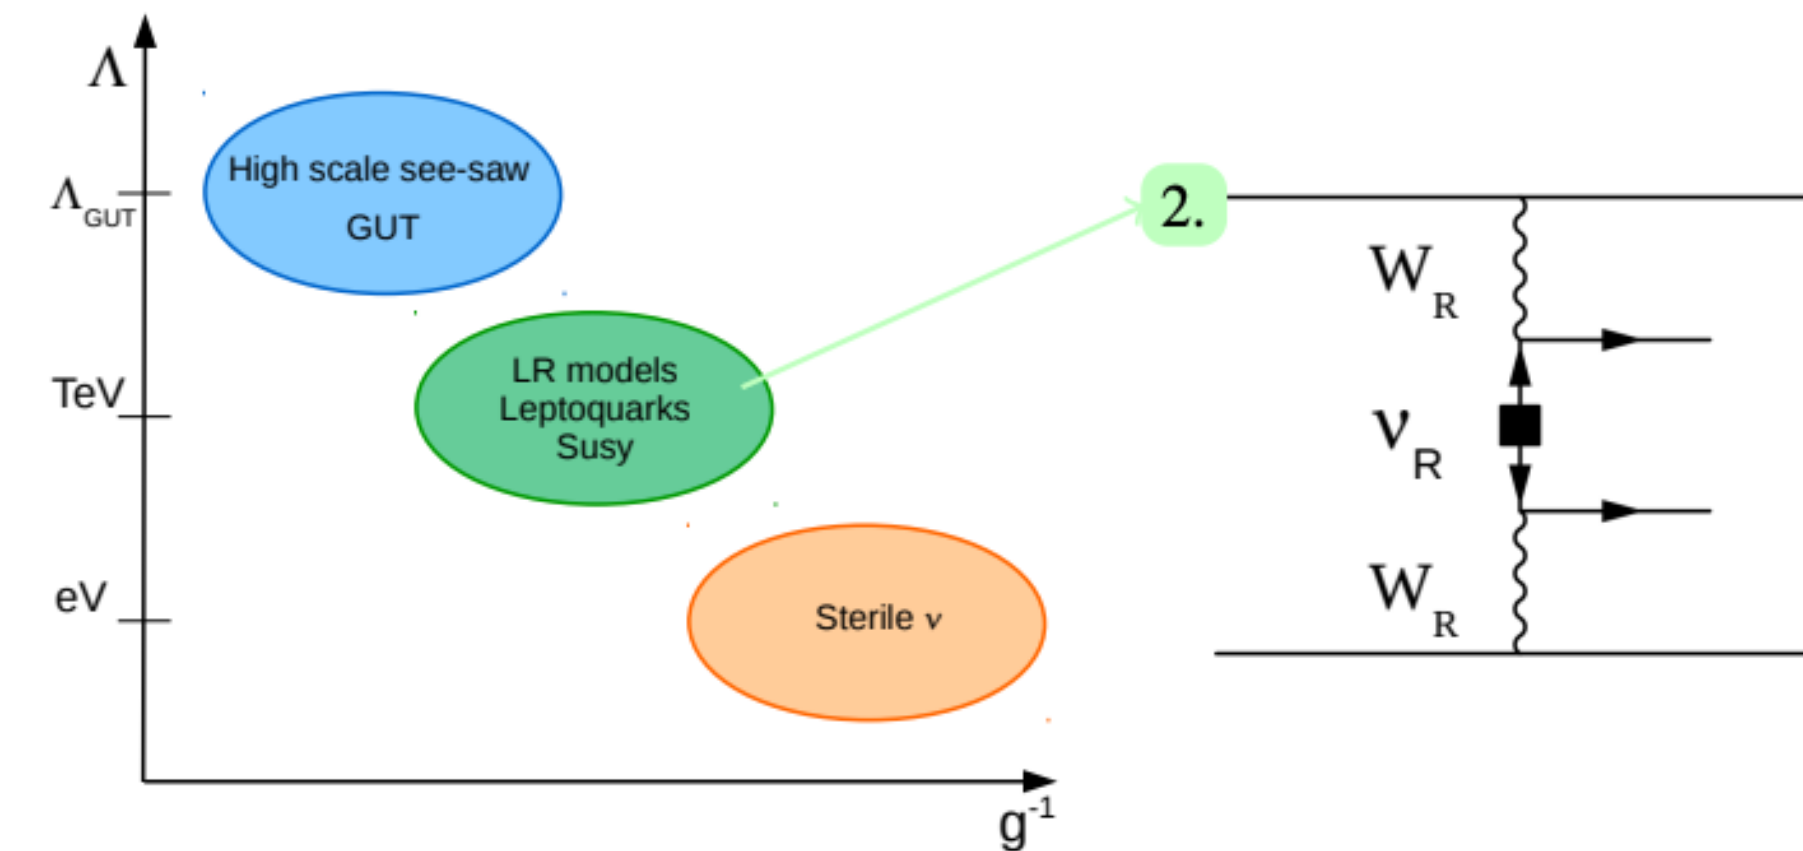 Λ
Λ_GUT
TeV
eV
High scale see-saw
GUT
LR models
Leptoquarks
Susy
Sterile ν
g⁻¹
2.
W_R
ν_R
W_R